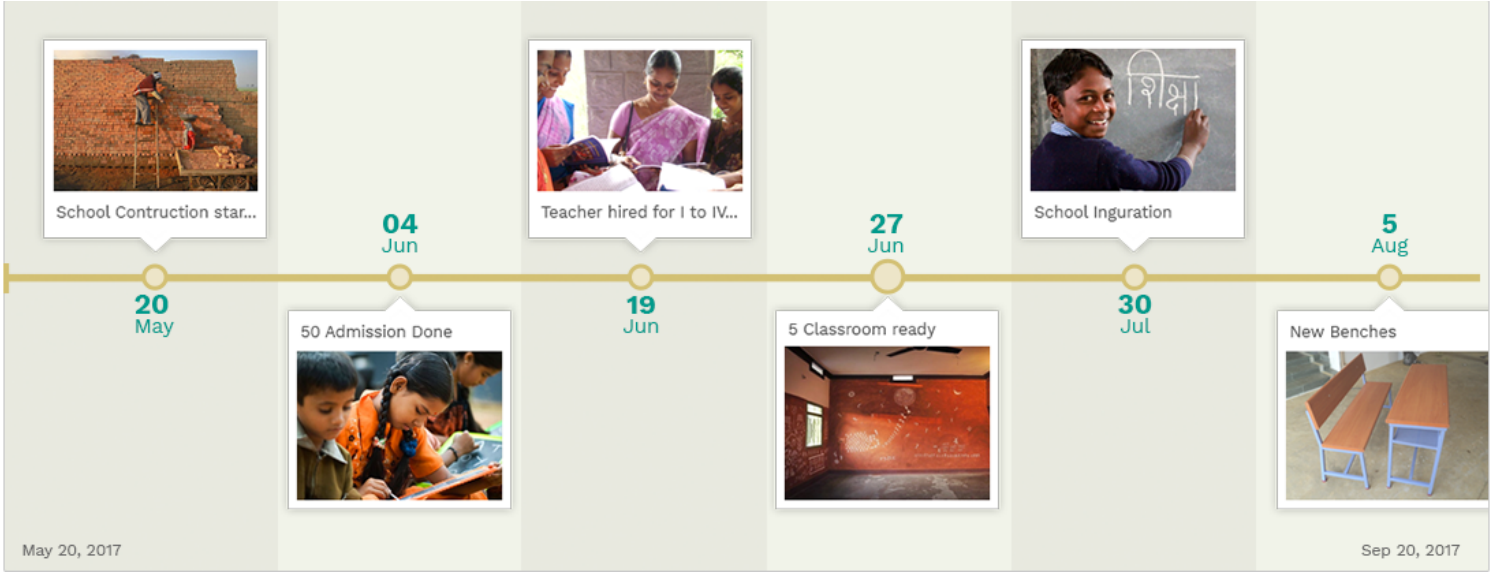 School Contruction star...
20
May
04
Jun
50 Admission Done
Teacher hired for I to IV...
19
Jun
27
Jun
5 Classroom ready
शिक्षा
School Inguration
30
Jul
5
Aug
New Benches
May 20, 2017
Sep 20, 2017